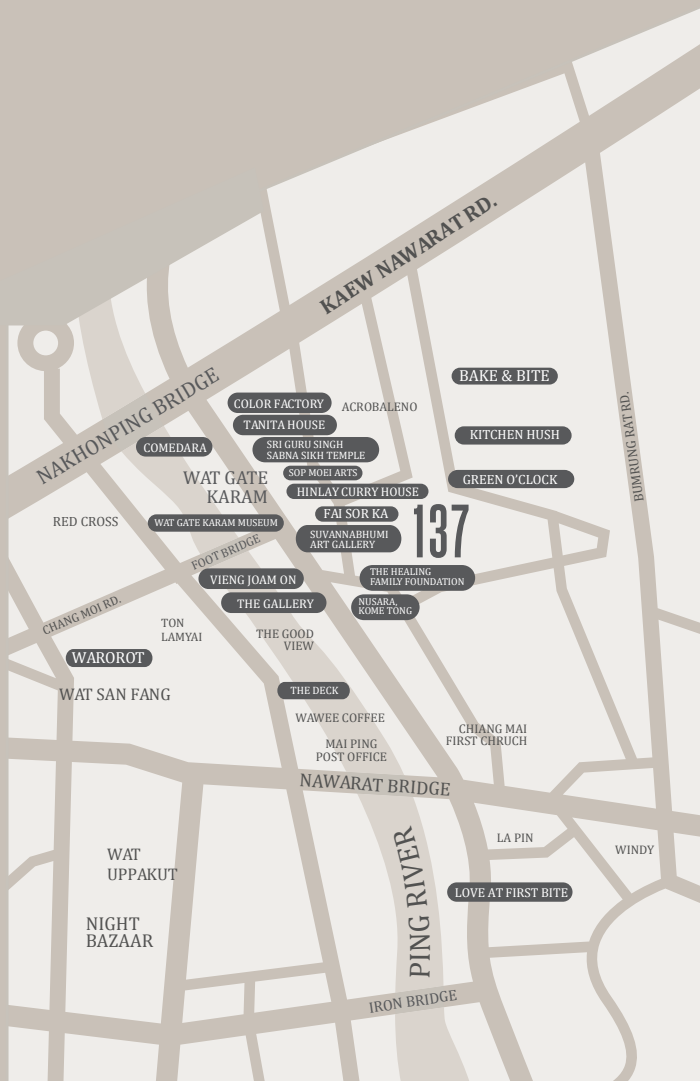 KAEW NAWARAT RD.
NAKHONPING BRIDGE
BUMRUNG RAT RD.
BAKE & BITE
COLOR FACTORY
ACROBALENO
TANITA HOUSE
KITCHEN HUSH
COMEDARA
SRI GURU SINGH
SABNA SIKH TEMPLE
SOP MOEI ARTS
WAT GATE
KARAM
GREEN O'CLOCK
HINLAY CURRY HOUSE
RED CROSS
WAT GATE KARAM MUSEUM
FAI SOR KA
137
SUVANNABHUMI
ART GALLERY
FOOT BRIDGE
VIENG JOAM ON
THE HEALING
FAMILY FOUNDATION
THE GALLERY
NUSARA,
KOME TONG
CHANG MOI RD.
TON
LAMYAI
THE GOOD
VIEW
WAROROT
WAT SAN FANG
THE DECK
WAWEE COFFEE
CHIANG MAI
FIRST CHRUCH
MAI PING
POST OFFICE
NAWARAT BRIDGE
LA PIN
WINDY
WAT
UPPAKUT
PING RIVER
LOVE AT FIRST BITE
NIGHT
BAZAAR
IRON BRIDGE